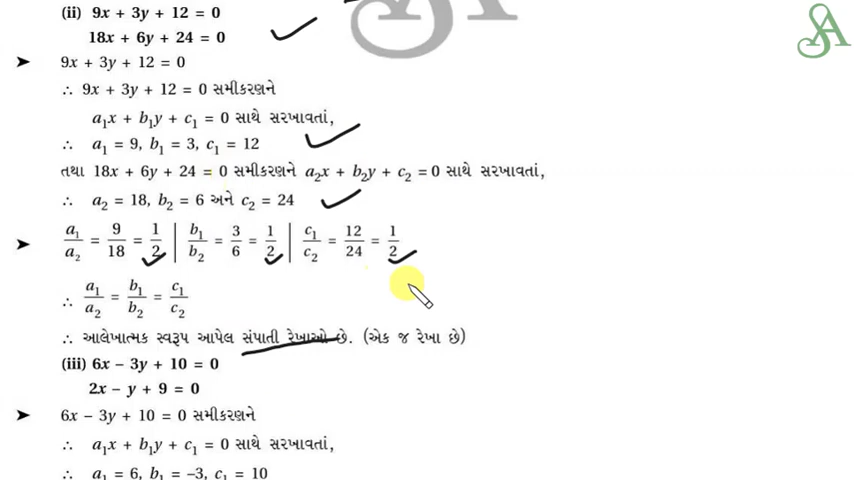 (ii) 9x + 3y + 12 = 0
18x + 6y + 24 = 0
➤ 9x + 3y + 12 = 0
∴ 9x + 3y + 12 = 0 સમીકરણને
a₁x + b₁y + c₁ = 0 સાથે સરખાવતાં,
∴ a₁ = 9, b₁ = 3, c₁ = 12
તથા 18x + 6y + 24 = 0 સમીકરણને a₂x + b₂y + c₂ = 0 સાથે સરખાવતાં,
∴ a₂ = 18, b₂ = 6 અને c₂ = 24
➤ a₁/a₂ = 9/18 = 1/2 | b₁/b₂ = 3/6 = 1/2 | c₁/c₂ = 12/24 = 1/2
∴ a₁/a₂ = b₁/b₂ = c₁/c₂
∴ આલેખાત્મક સ્વરૂપ આપેલ સંપાતી રેખાઓ છે. (એક જ રેખા છે)
(iii) 6x – 3y + 10 = 0
2x – y + 9 = 0
➤ 6x – 3y + 10 = 0 સમીકરણને
∴ a₁x + b₁y + c₁ = 0 સાથે સરખાવતાં,
∴ a₁ = 6, b₁ = –3, c₁ = 10